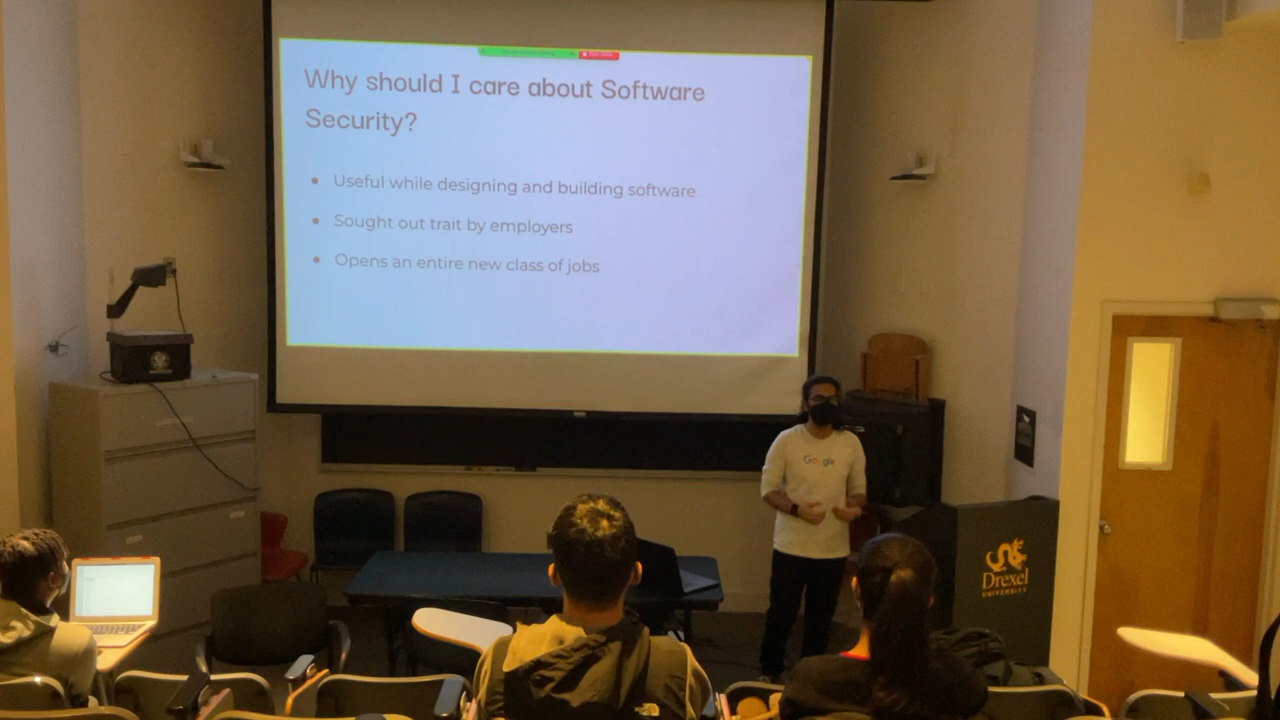 Why should I care about Software
Security?
Useful while designing and building software
Sought out trait by employers
Opens an entire new class of jobs
Google
Drexel
UNIVERSITY